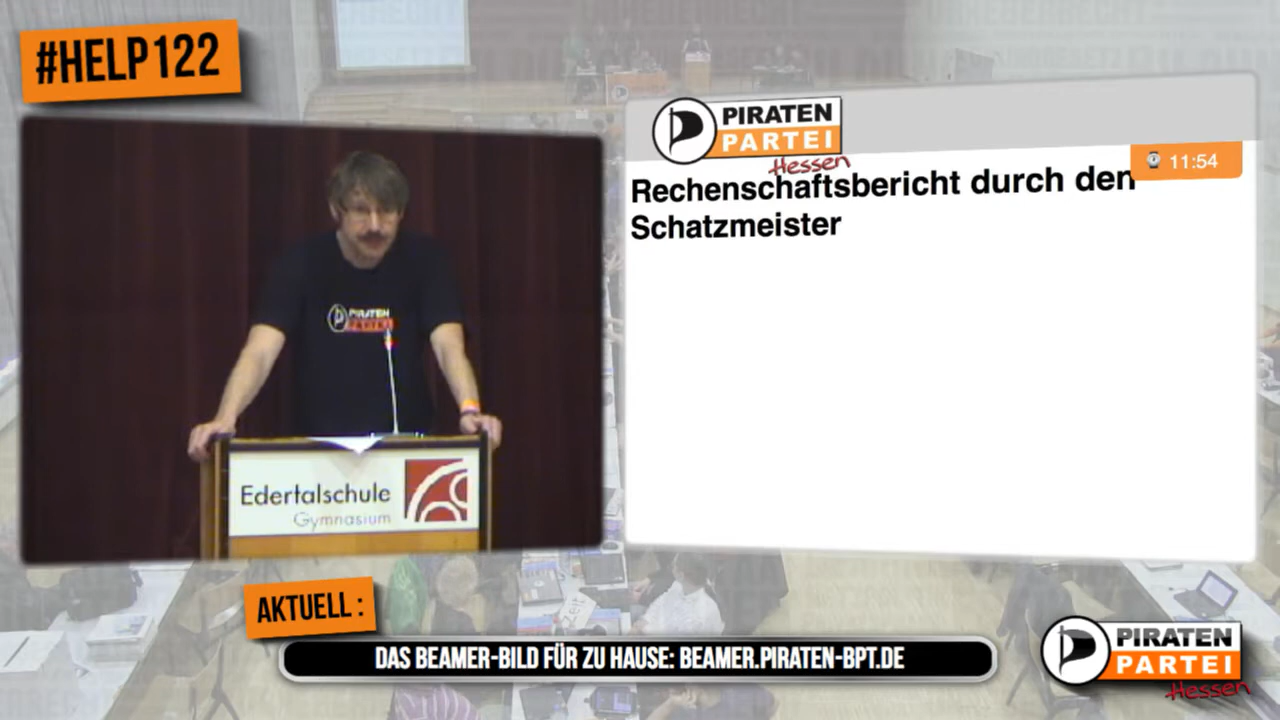 #HELP122
PIRATEN
PARTEI
Hessen
11:54
Rechenschaftsbericht durch den
Schatzmeister
PIRATEN
PARTEI
Edertalschule
Gymnasium
AKTUELL :
DAS BEAMER-BILD FÜR ZU HAUSE: BEAMER.PIRATEN-BPT.DE
PIRATEN
PARTEI
Hessen